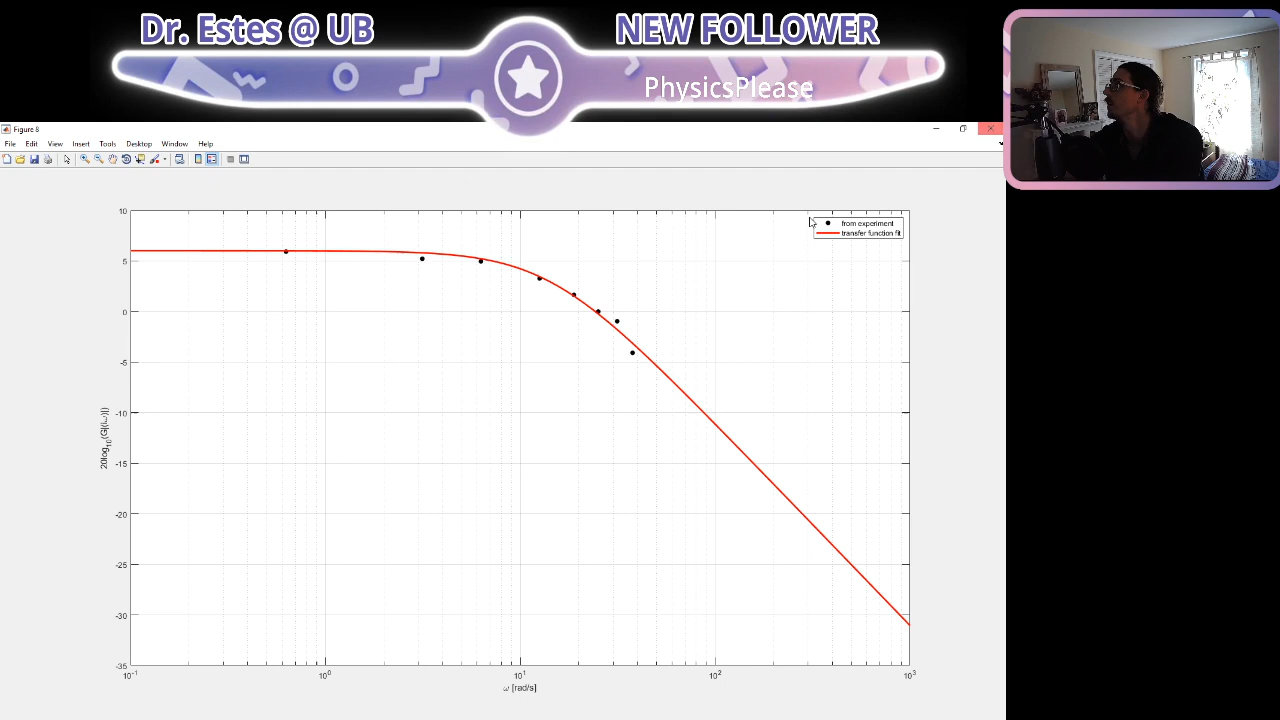 Dr. Estes @ UB
NEW FOLLOWER
PhysicsPlease
Figure 8
File Edit View Insert Tools Desktop Window Help
from experiment
transfer function fit
10
5
0
-5
-10
-15
-20
-25
-30
-35
20log10(|G(iω)|)
10-1 100 101 102 103
ω [rad/s]